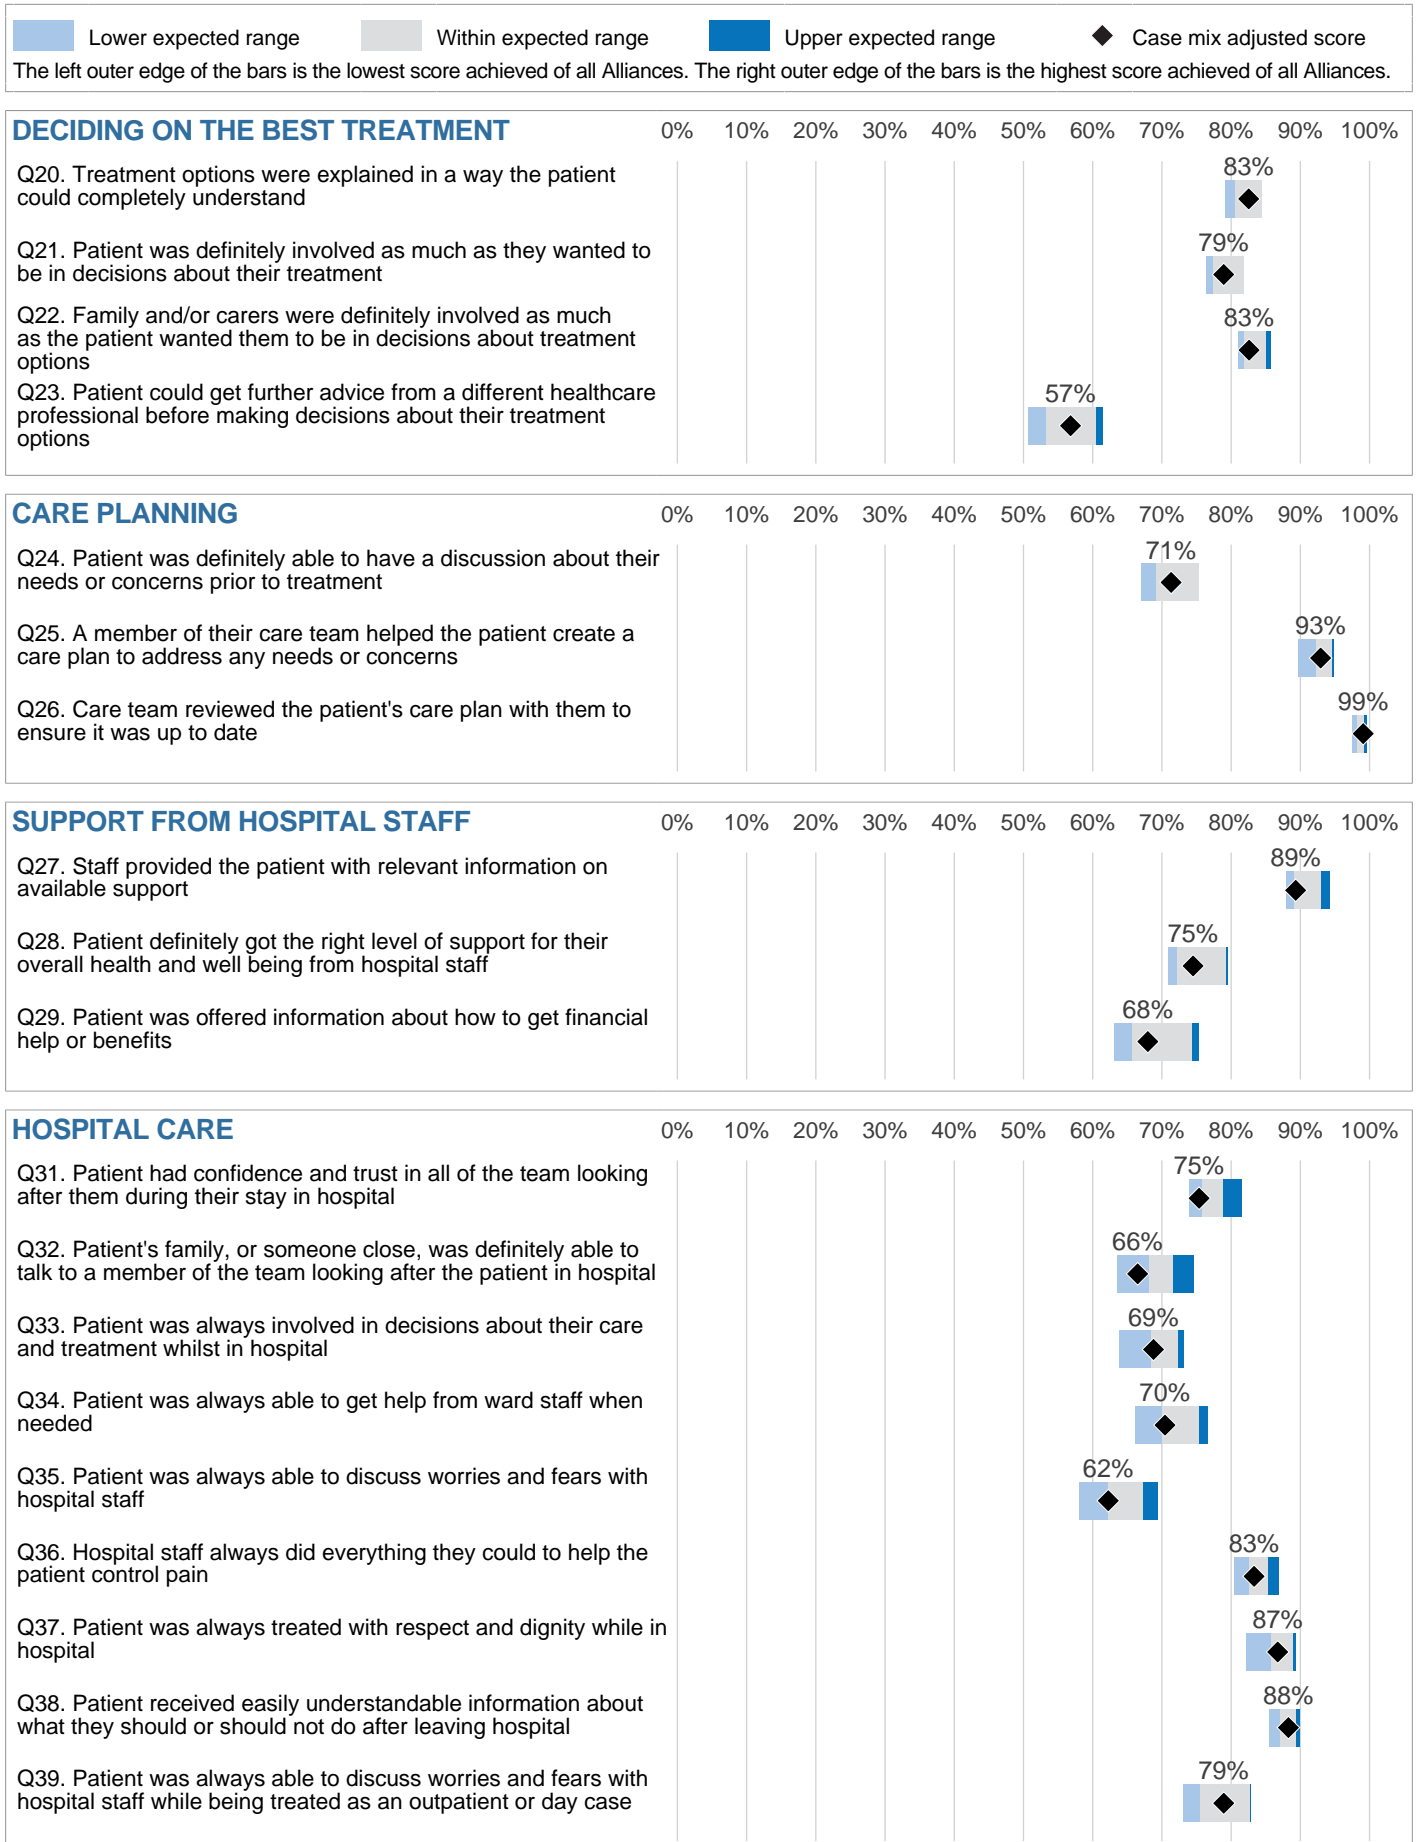 Lower expected range Within expected range Upper expected range Case mix adjusted score
The left outer edge of the bars is the lowest score achieved of all Alliances. The right outer edge of the bars is the highest score achieved of all Alliances.
DECIDING ON THE BEST TREATMENT 0% 10% 20% 30% 40% 50% 60% 70% 80% 90% 100%
Q20. Treatment options were explained in a way the patient
could completely understand
83%
Q21. Patient was definitely involved as much as they wanted to
be in decisions about their treatment
79%
Q22. Family and/or carers were definitely involved as much
as the patient wanted them to be in decisions about treatment
options
83%
Q23. Patient could get further advice from a different healthcare
professional before making decisions about their treatment
options
57%
CARE PLANNING 0% 10% 20% 30% 40% 50% 60% 70% 80% 90% 100%
Q24. Patient was definitely able to have a discussion about their
needs or concerns prior to treatment
71%
Q25. A member of their care team helped the patient create a
care plan to address any needs or concerns
93%
Q26. Care team reviewed the patient's care plan with them to
ensure it was up to date
99%
SUPPORT FROM HOSPITAL STAFF 0% 10% 20% 30% 40% 50% 60% 70% 80% 90% 100%
Q27. Staff provided the patient with relevant information on
available support
89%
Q28. Patient definitely got the right level of support for their
overall health and well being from hospital staff
75%
Q29. Patient was offered information about how to get financial
help or benefits
68%
HOSPITAL CARE 0% 10% 20% 30% 40% 50% 60% 70% 80% 90% 100%
Q31. Patient had confidence and trust in all of the team looking
after them during their stay in hospital
75%
Q32. Patient's family, or someone close, was definitely able to
talk to a member of the team looking after the patient in hospital
66%
Q33. Patient was always involved in decisions about their care
and treatment whilst in hospital
69%
Q34. Patient was always able to get help from ward staff when
needed
70%
Q35. Patient was always able to discuss worries and fears with
hospital staff
62%
Q36. Hospital staff always did everything they could to help the
patient control pain
83%
Q37. Patient was always treated with respect and dignity while in
hospital
87%
Q38. Patient received easily understandable information about
what they should or should not do after leaving hospital
88%
Q39. Patient was always able to discuss worries and fears with
hospital staff while being treated as an outpatient or day case
79%